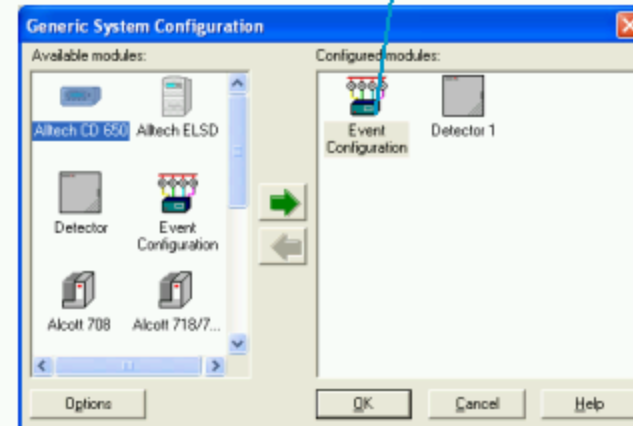 Generic System Configuration
Available modules:
Configured modules:
Alltech CD 650
Alltech ELSD
Event
Configuration
Detector 1
Detector
Event
Configuration
Alcott 708
Alcott 718/7...
Options
OK
Cancel
Help